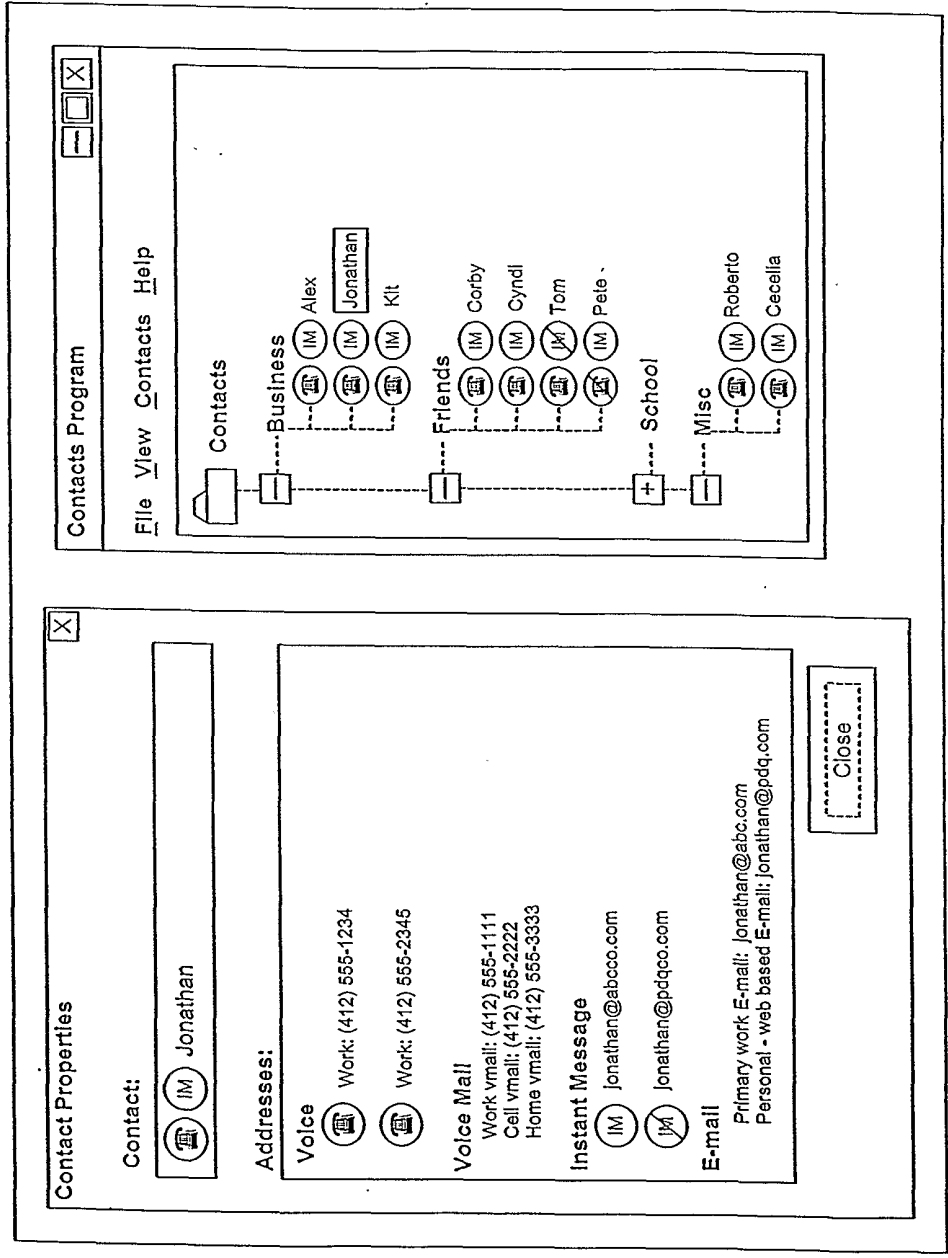 Contact Properties
X
Contact:
IM Jonathan
Addresses:
Voice
Work: (412) 555-1234
Work: (412) 555-2345
Voice Mail
Work vmail: (412) 555-1111
Cell vmail: (412) 555-2222
Home vmail: (412) 555-3333
Instant Message
IM jonathan@abcco.com
IM jonathan@pdqco.com
E-mail
Primary work E-mail: jonathan@abc.com
Personal - web based E-mail: jonathan@pdq.com
Close
Contacts Program
X
File View Contacts Help
Contacts
Business
IM Alex
IM Jonathan
IM Kit
Friends
IM Corby
IM Cyndi
IM Tom
IM Pete
+ School
Misc
IM Roberto
IM Cecelia